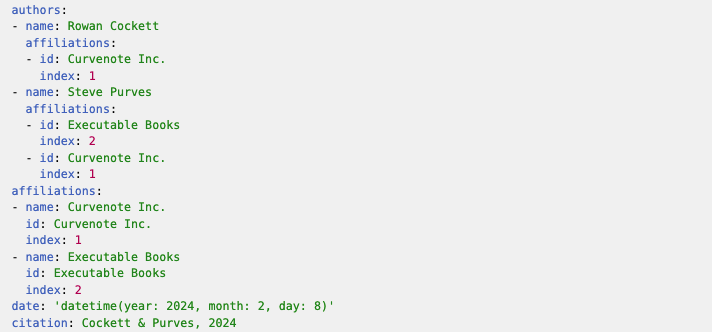 authors:
- name: Rowan Cockett
  affiliations:
  - id: Curvenote Inc.
    index: 1
- name: Steve Purves
  affiliations:
  - id: Executable Books
    index: 2
  - id: Curvenote Inc.
    index: 1
affiliations:
- name: Curvenote Inc.
  id: Curvenote Inc.
  index: 1
- name: Executable Books
  id: Executable Books
  index: 2
date: 'datetime(year: 2024, month: 2, day: 8)'
citation: Cockett & Purves, 2024